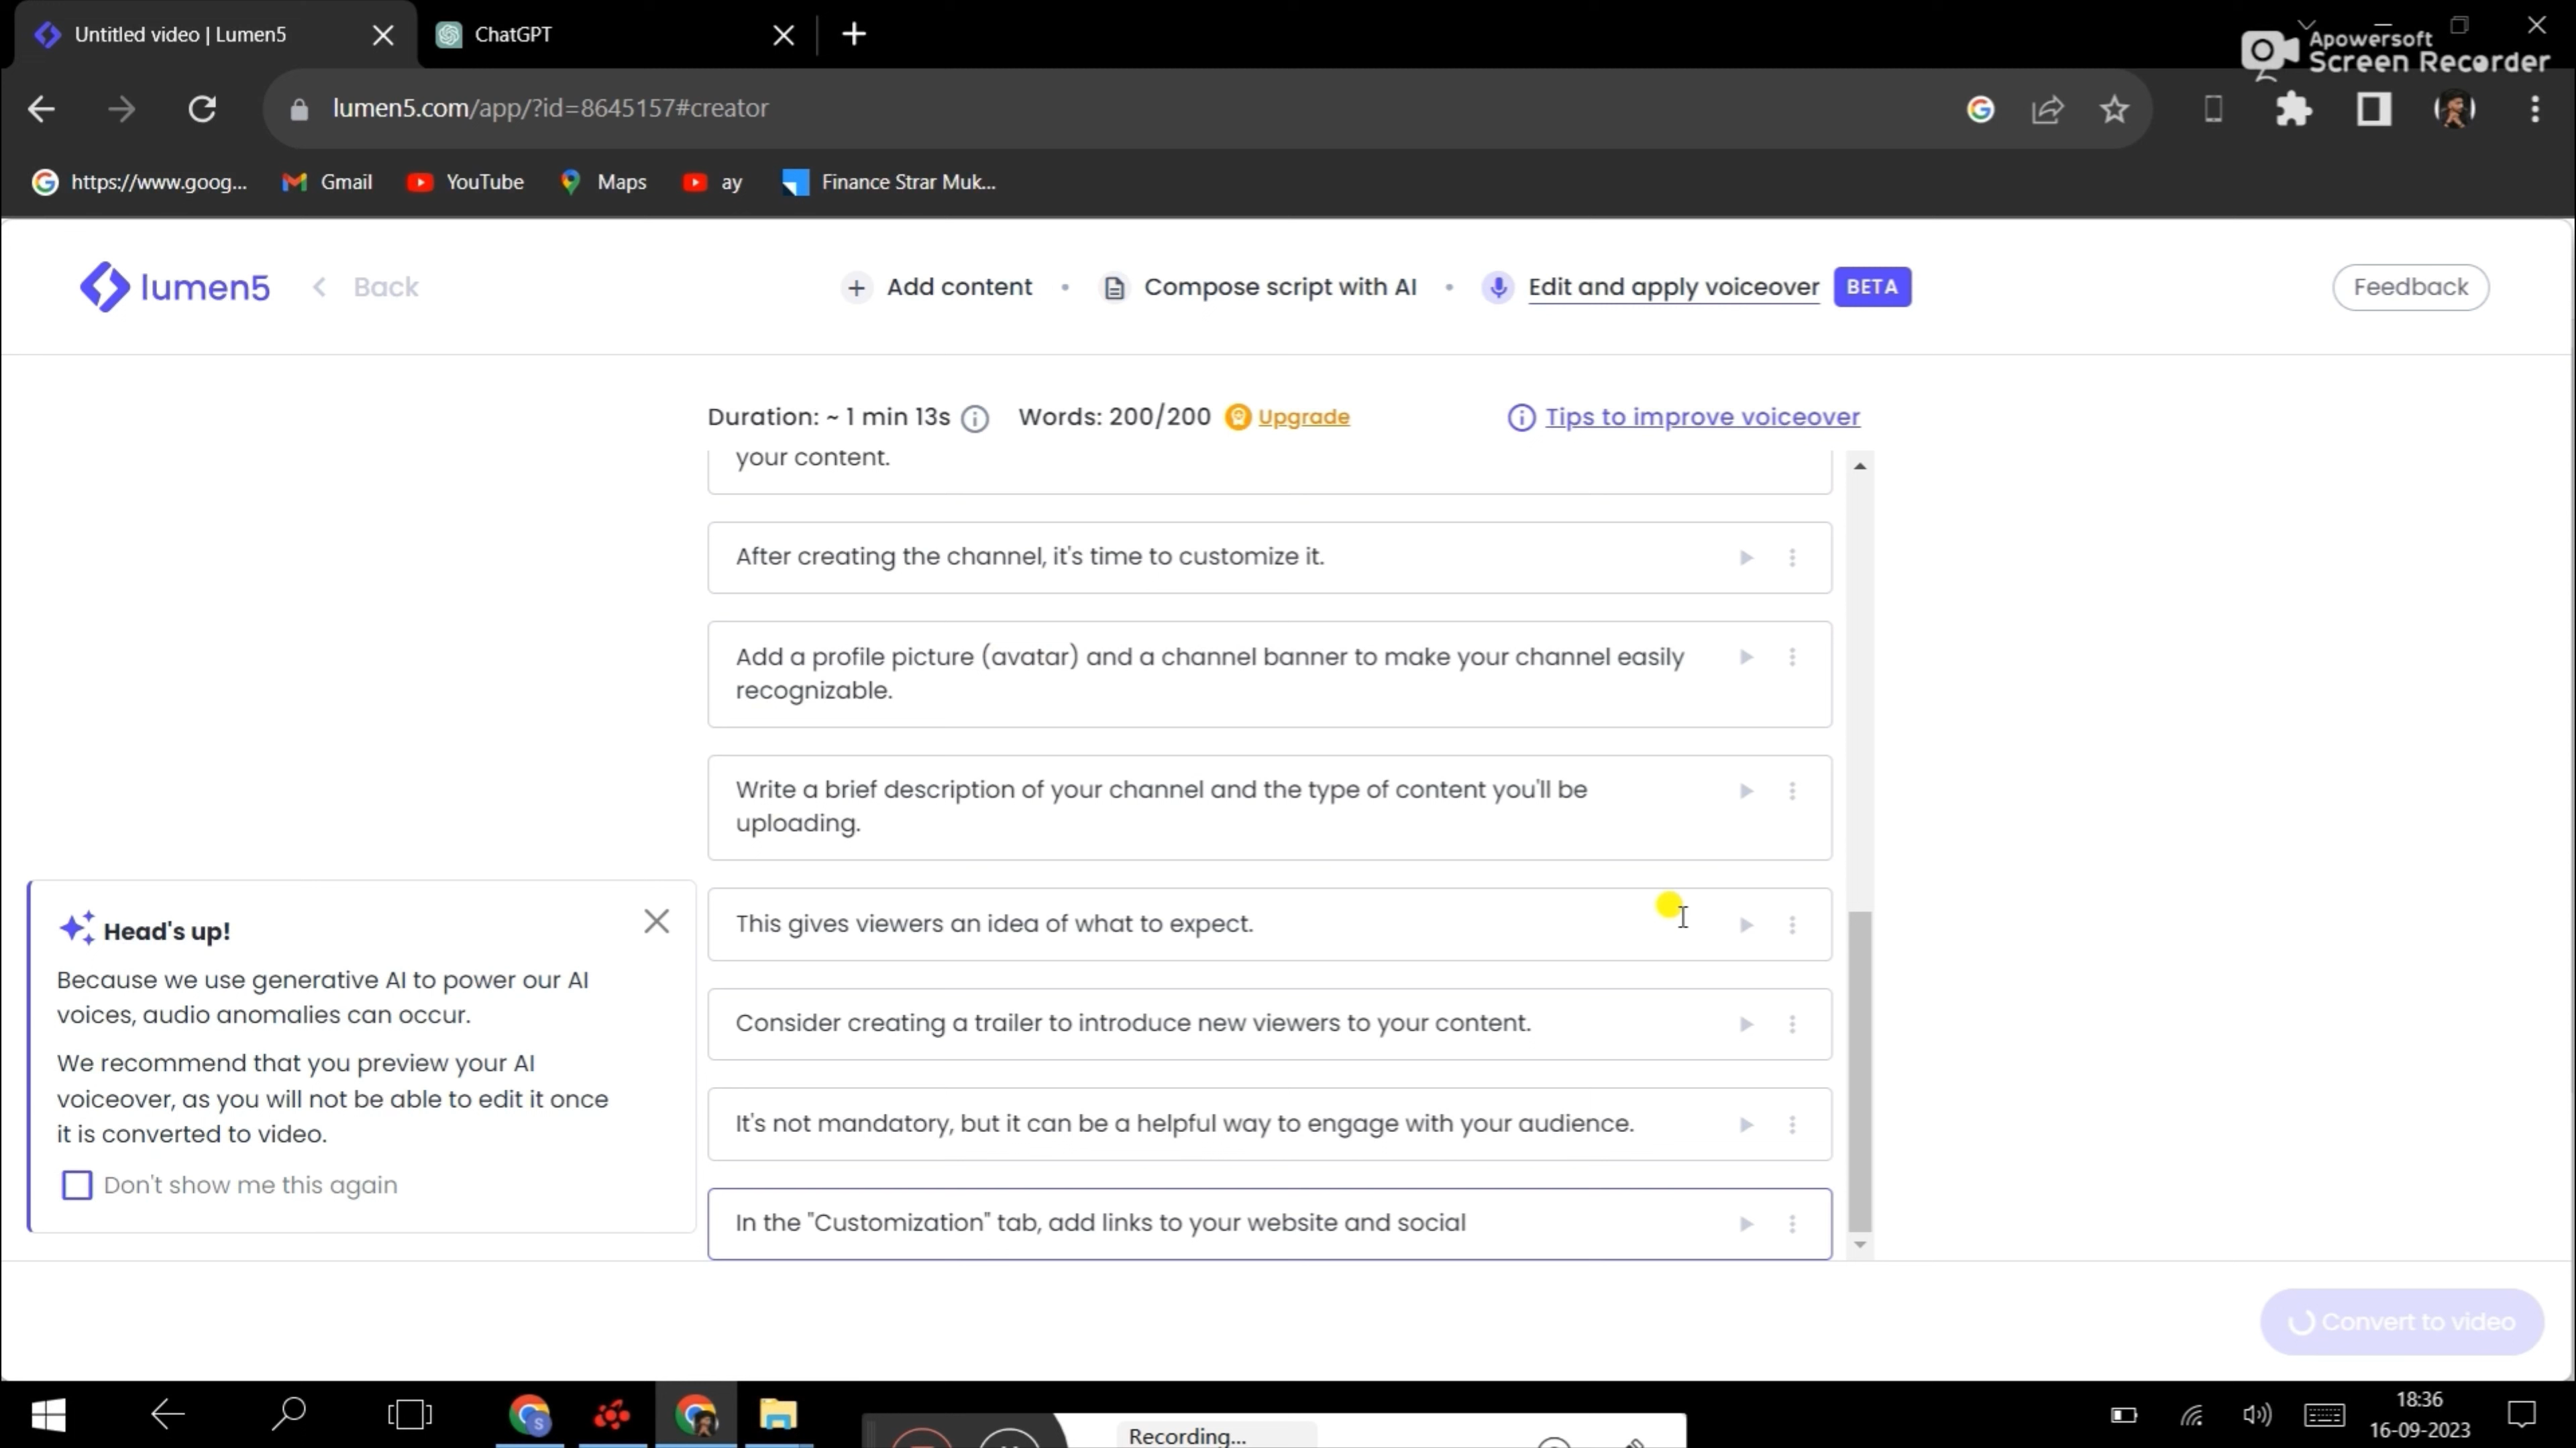 Untitled video | Lumen5
ChatGPT
Apowersoft
Screen Recorder
lumen5.com/app/?id=8645157#creator
https://www.goog...
Gmail
YouTube
Maps
ay
Finance Strar Muk...
lumen5
Back
Add content
Compose script with AI
Edit and apply voiceover
BETA
Feedback
Duration: ~ 1 min 13s
Words: 200/200
Upgrade
Tips to improve voiceover
your content.
After creating the channel, it's time to customize it.
Add a profile picture (avatar) and a channel banner to make your channel easily
recognizable.
Write a brief description of your channel and the type of content you'll be
uploading.
This gives viewers an idea of what to expect.
Consider creating a trailer to introduce new viewers to your content.
It's not mandatory, but it can be a helpful way to engage with your audience.
In the "Customization" tab, add links to your website and social
Head's up!
Because we use generative AI to power our AI
voices, audio anomalies can occur.
We recommend that you preview your AI
voiceover, as you will not be able to edit it once
it is converted to video.
Don't show me this again
Convert to video
S
Recording...
18:36
16-09-2023